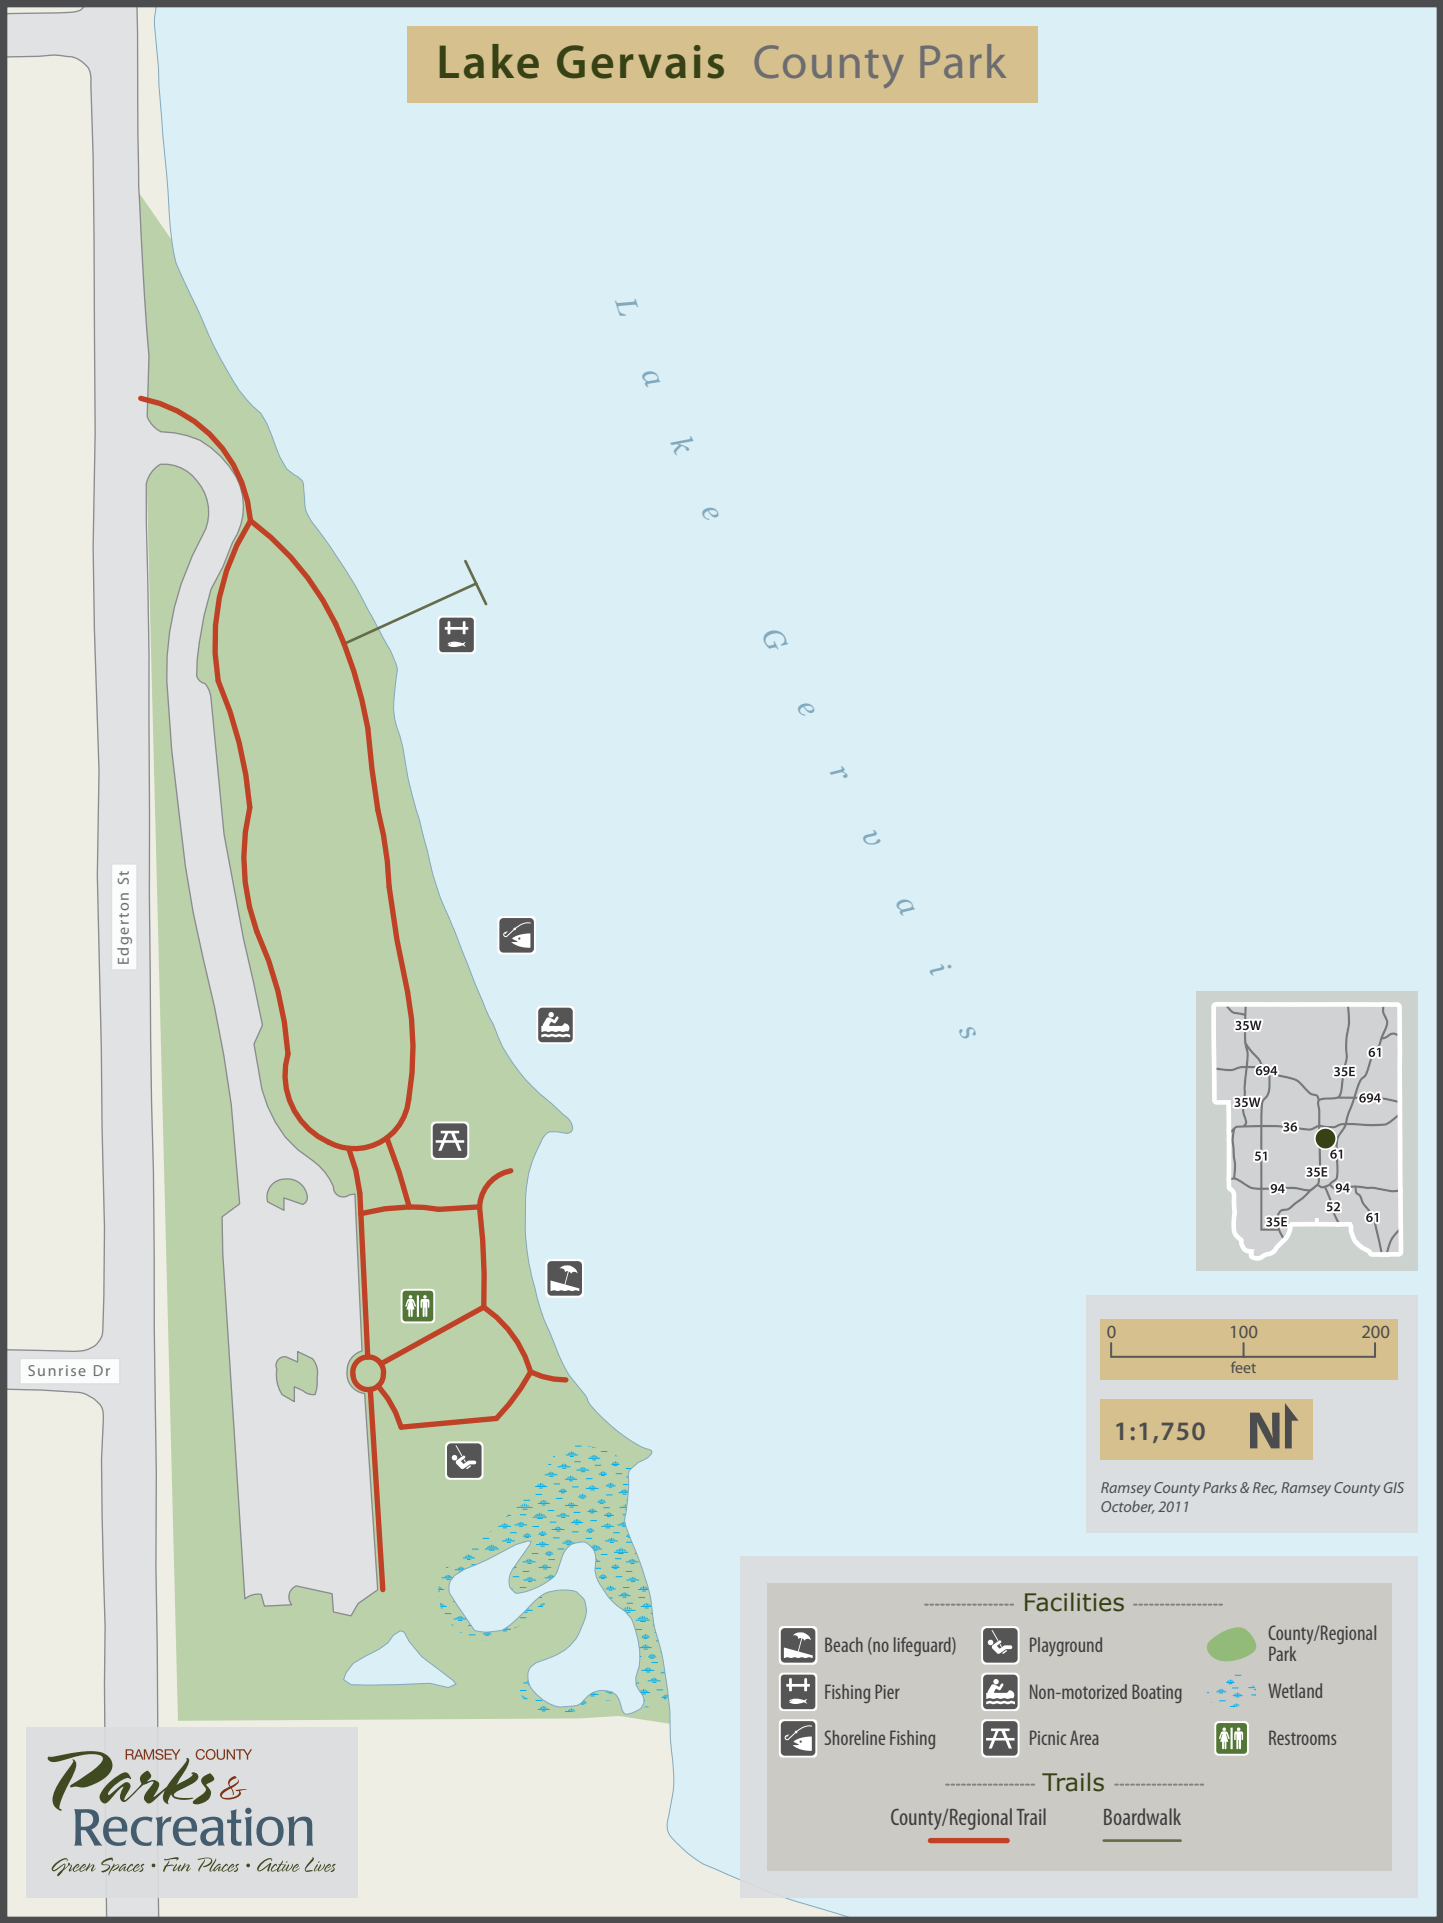 Lake Gervais County Park
Lake Gervais
Edgerton St
Sunrise Dr
35W
61
694
35E
35W
694
36
51
61
35E
94
94
52
35E
61
0 100 200
feet
1:1,750 N
Ramsey County Parks & Rec, Ramsey County GIS
October, 2011
Facilities
Beach (no lifeguard)
Playground
County/Regional
Park
Fishing Pier
Non-motorized Boating
Wetland
Shoreline Fishing
Picnic Area
Restrooms
Trails
County/Regional Trail
Boardwalk
RAMSEY COUNTY
Parks &
Recreation
Green Spaces • Fun Places • Active Lives